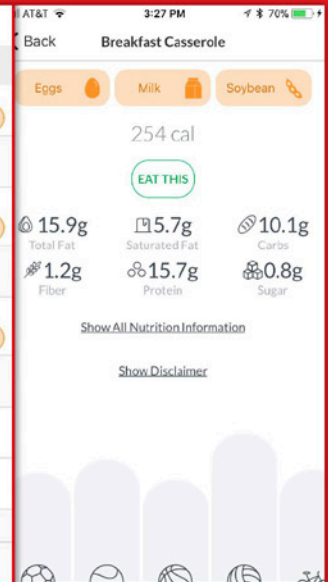 AT&T 3:27 PM 70%
Back Breakfast Casserole
Eggs Milk Soybean
254 cal
EAT THIS
15.9g 5.7g 10.1g
Total Fat Saturated Fat Carbs
1.2g 15.7g 0.8g
Fiber Protein Sugar
Show All Nutrition Information
Show Disclaimer